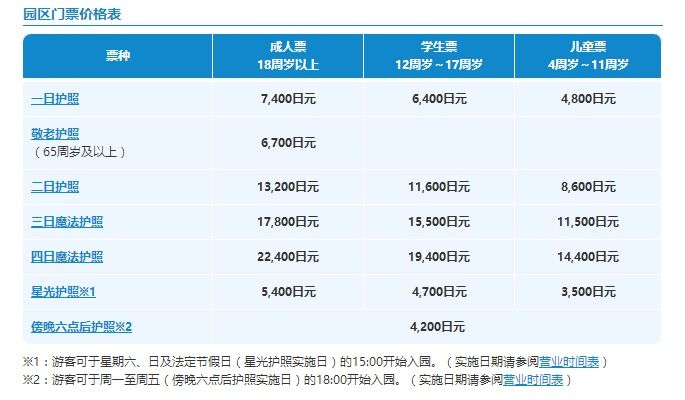 园区门票价格表
票种 成人票 18周岁以上 学生票 12周岁～17周岁 儿童票 4周岁～11周岁
一日护照 7,400日元 6,400日元 4,800日元
敬老护照
（65周岁及以上） 6,700日元
二日护照 13,200日元 11,600日元 8,600日元
三日魔法护照 17,800日元 15,500日元 11,500日元
四日魔法护照 22,400日元 19,400日元 14,400日元
星光护照※1 5,400日元 4,700日元 3,500日元
傍晚六点后护照※2 4,200日元
※1：游客可于星期六、日及法定节假日（星光护照实施日）的15:00开始入园。（实施日期请参阅营业时间表）
※2：游客可于周一至周五（傍晚六点后护照实施日）的18:00开始入园。（实施日期请参阅营业时间表）